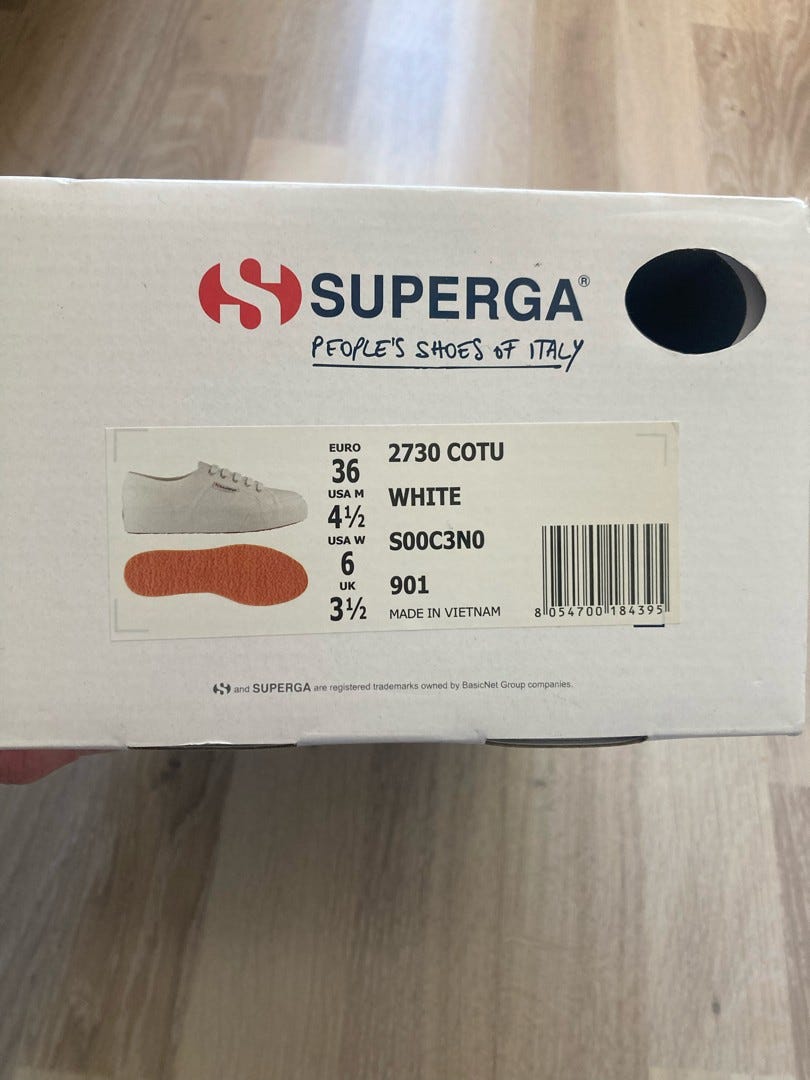 SUPERGA®
PEOPLE'S SHOES OF ITALY
EURO
36
USA M
4½
USA W
6
UK
3½
2730 COTU
WHITE
S00C3N0
901
MADE IN VIETNAM
8 054700 184395
and SUPERGA are registered trademarks owned by BasicNet Group companies.